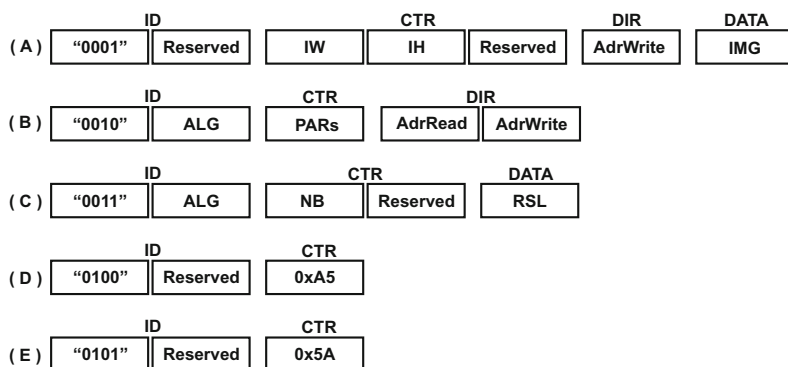 ID CTR DIR DATA
( A ) “0001” Reserved IW IH Reserved AdrWrite IMG
ID CTR DIR
( B ) “0010” ALG PARs AdrRead AdrWrite
ID CTR DATA
( C ) “0011” ALG NB Reserved RSL
ID CTR
( D ) “0100” Reserved 0xA5
ID CTR
( E ) “0101” Reserved 0x5A